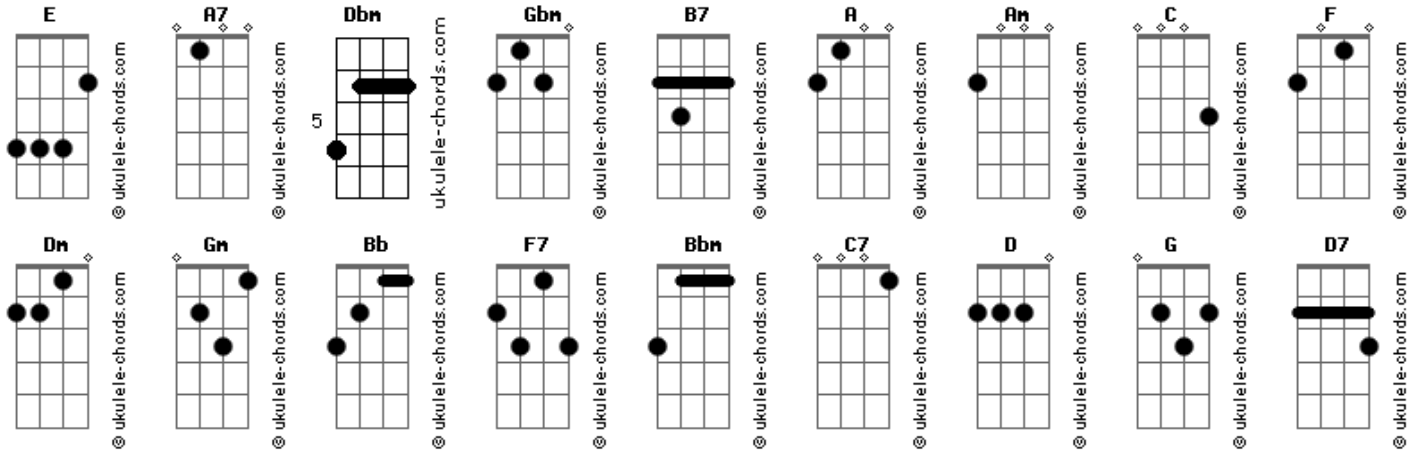 E A7 Dbm Gbm B7 A Am C F
© ukulele-chords.com © ukulele-chords.com ukulele-chords.com © ukulele-chords.com © ukulele-chords.com © ukulele-chords.com © ukulele-chords.com © ukulele-chords.com © ukulele-chords.com
5
Dm Gm Bb F7 Bbm C7 D G D7
© ukulele-chords.com © ukulele-chords.com © ukulele-chords.com © ukulele-chords.com © ukulele-chords.com © ukulele-chords.com © ukulele-chords.com © ukulele-chords.com © ukulele-chords.com